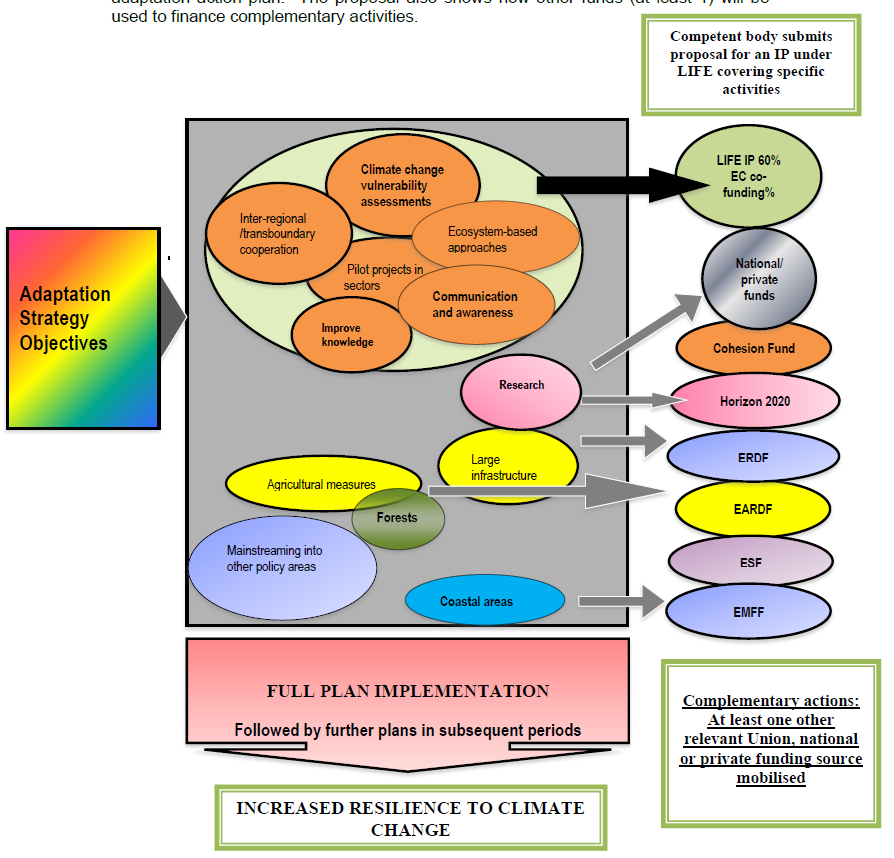 adaptation action plan. The proposal also shows how other funds (at least 1) will be
used to finance complementary activities.
Competent body submits
proposal for an IP under
LIFE covering specific
activities
Climate change
vulnerability
assessments
LIFE IP 60%
EC co-
funding%
Inter-regional
/transboundary
cooperation
Ecosystem-based
approaches
Pilot projects in
sectors
National/
private
funds
Adaptation
Strategy
Objectives
Communication
and awareness
Improve
knowledge
Cohesion Fund
Research
Horizon 2020
Large
infrastructure
ERDF
Agricultural measures
EARDF
Forests
Mainstreaming into
other policy areas
ESF
Coastal areas
EMFF
FULL PLAN IMPLEMENTATION
Followed by further plans in subsequent periods
Complementary actions:
At least one other
relevant Union, national
or private funding source
mobilised
INCREASED RESILIENCE TO CLIMATE
CHANGE